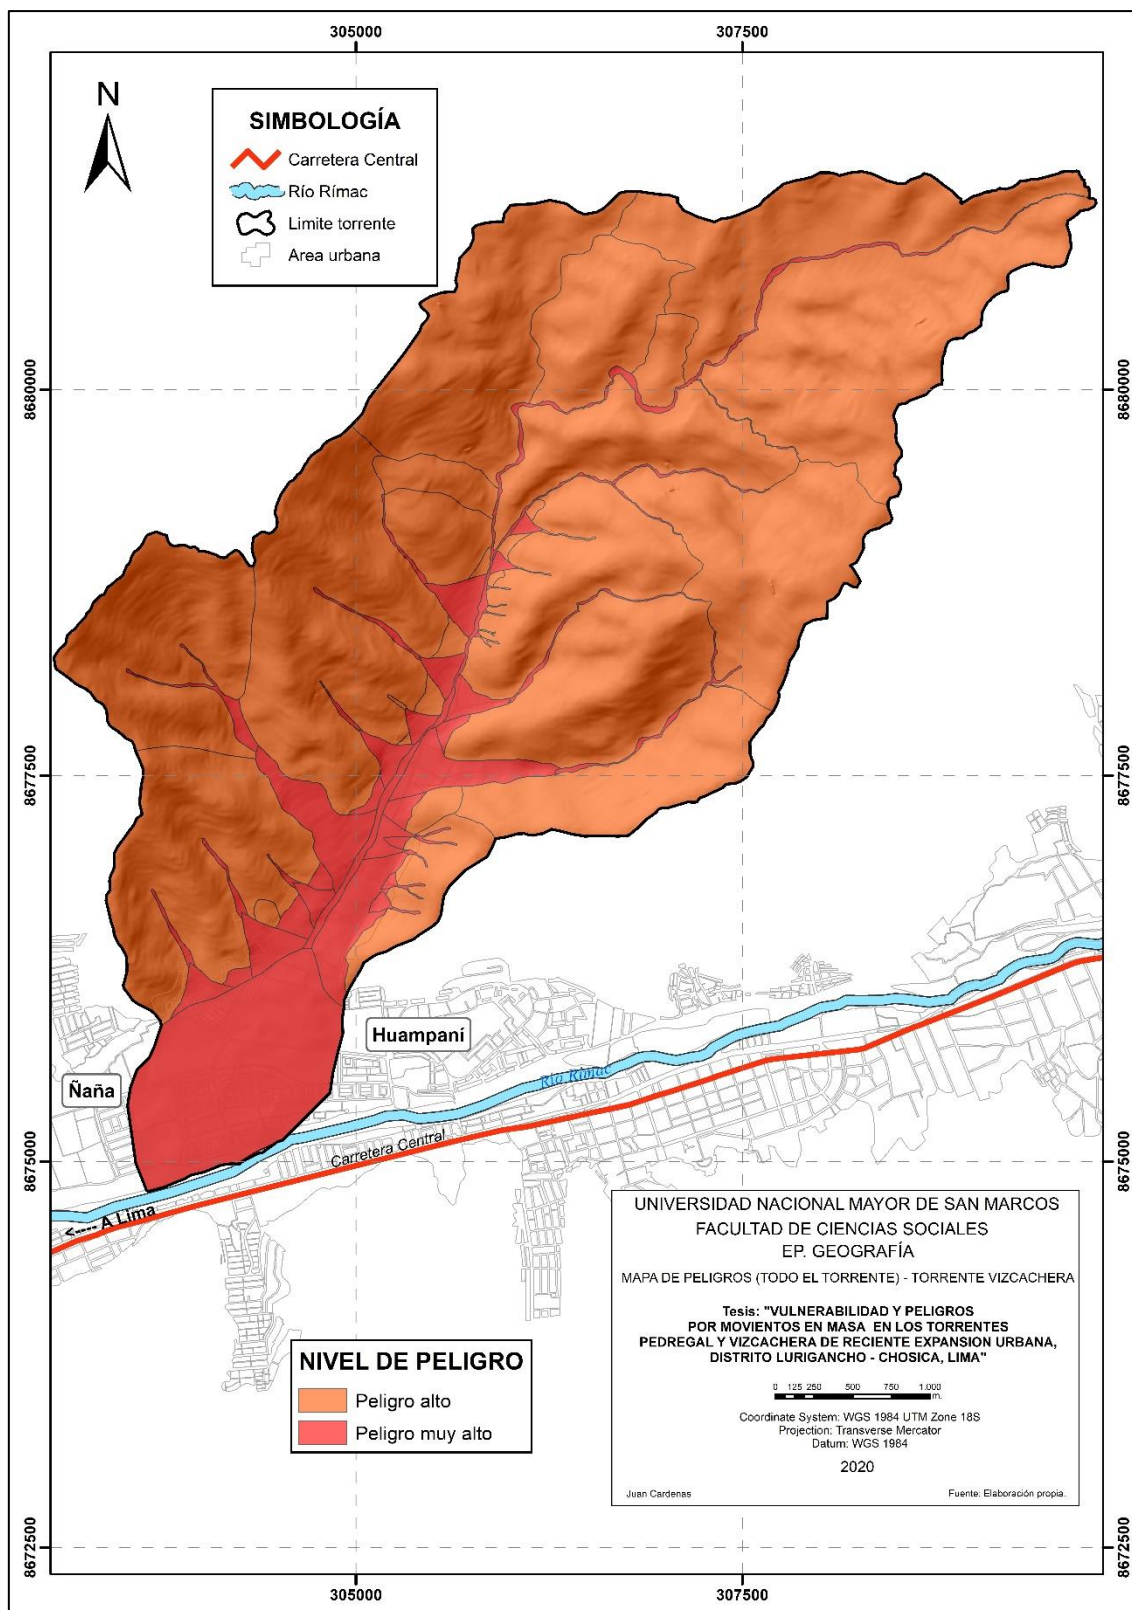 305000
307500
N
SIMBOLOGÍA
Carretera Central
Río Rímac
Limite torrente
Area urbana
8680000
8680000
8677500
8677500
Huampaní
Ñaña
Río Rímac
Carretera Central
8675000
8675000
<---- A Lima
UNIVERSIDAD NACIONAL MAYOR DE SAN MARCOS
FACULTAD DE CIENCIAS SOCIALES
EP. GEOGRAFÍA
MAPA DE PELIGROS (TODO EL TORRENTE) - TORRENTE VIZCACHERA
Tesis: "VULNERABILIDAD Y PELIGROS
POR MOVIENTOS EN MASA EN LOS TORRENTES
PEDREGAL Y VIZCACHERA DE RECIENTE EXPANSION URBANA,
DISTRITO LURIGANCHO - CHOSICA, LIMA"
0 125 250 500 750 1.000
m.
Coordinate System: WGS 1984 UTM Zone 18S
Projection: Transverse Mercator
Datum: WGS 1984
2020
Juan Cardenas
Fuente: Elaboración propia.
NIVEL DE PELIGRO
Peligro alto
Peligro muy alto
8672500
8672500
305000
307500